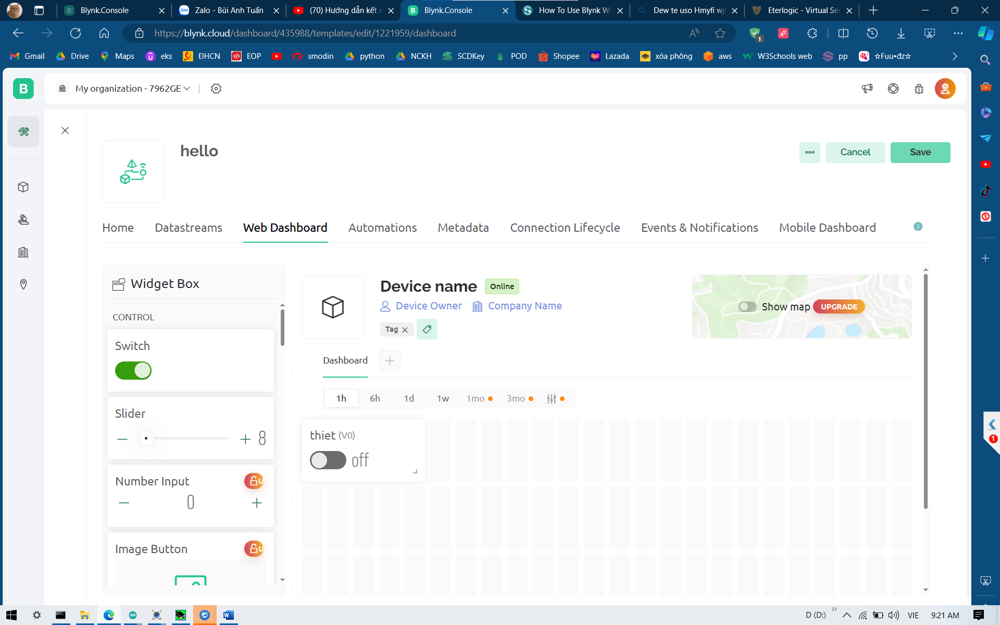 Blynk.Console
Zalo - Bùi Anh Tuấn
(70) Hướng dẫn kết n
Blynk.Console
How To Use Blynk Wi
Dew te uso Hmyfi wjl
Eterlogic - Virtual Ser
https://blynk.cloud/dashboard/435988/templates/edit/1221959/dashboard
1
Gmail
Drive
Maps
eks
ĐHCN
EOP
smodin
python
NCKH
SCDKey
POD
Shopee
Lazada
xóa phông
aws
W3Schools web
pp
☆Fuu•đz☆
B
My organization - 7962GE
hello
Cancel
Save
Home
Datastreams
Web Dashboard
Automations
Metadata
Connection Lifecycle
Events & Notifications
Mobile Dashboard
Widget Box
CONTROL
Switch
Slider
8
Number Input
U
0
Image Button
U
Device name
Online
Device Owner
Company Name
Tag
Show map
UPGRADE
Dashboard
1h
6h
1d
1w
1mo
3mo
thiet (V0)
off
1
D (D:)
VIE
9:21 AM